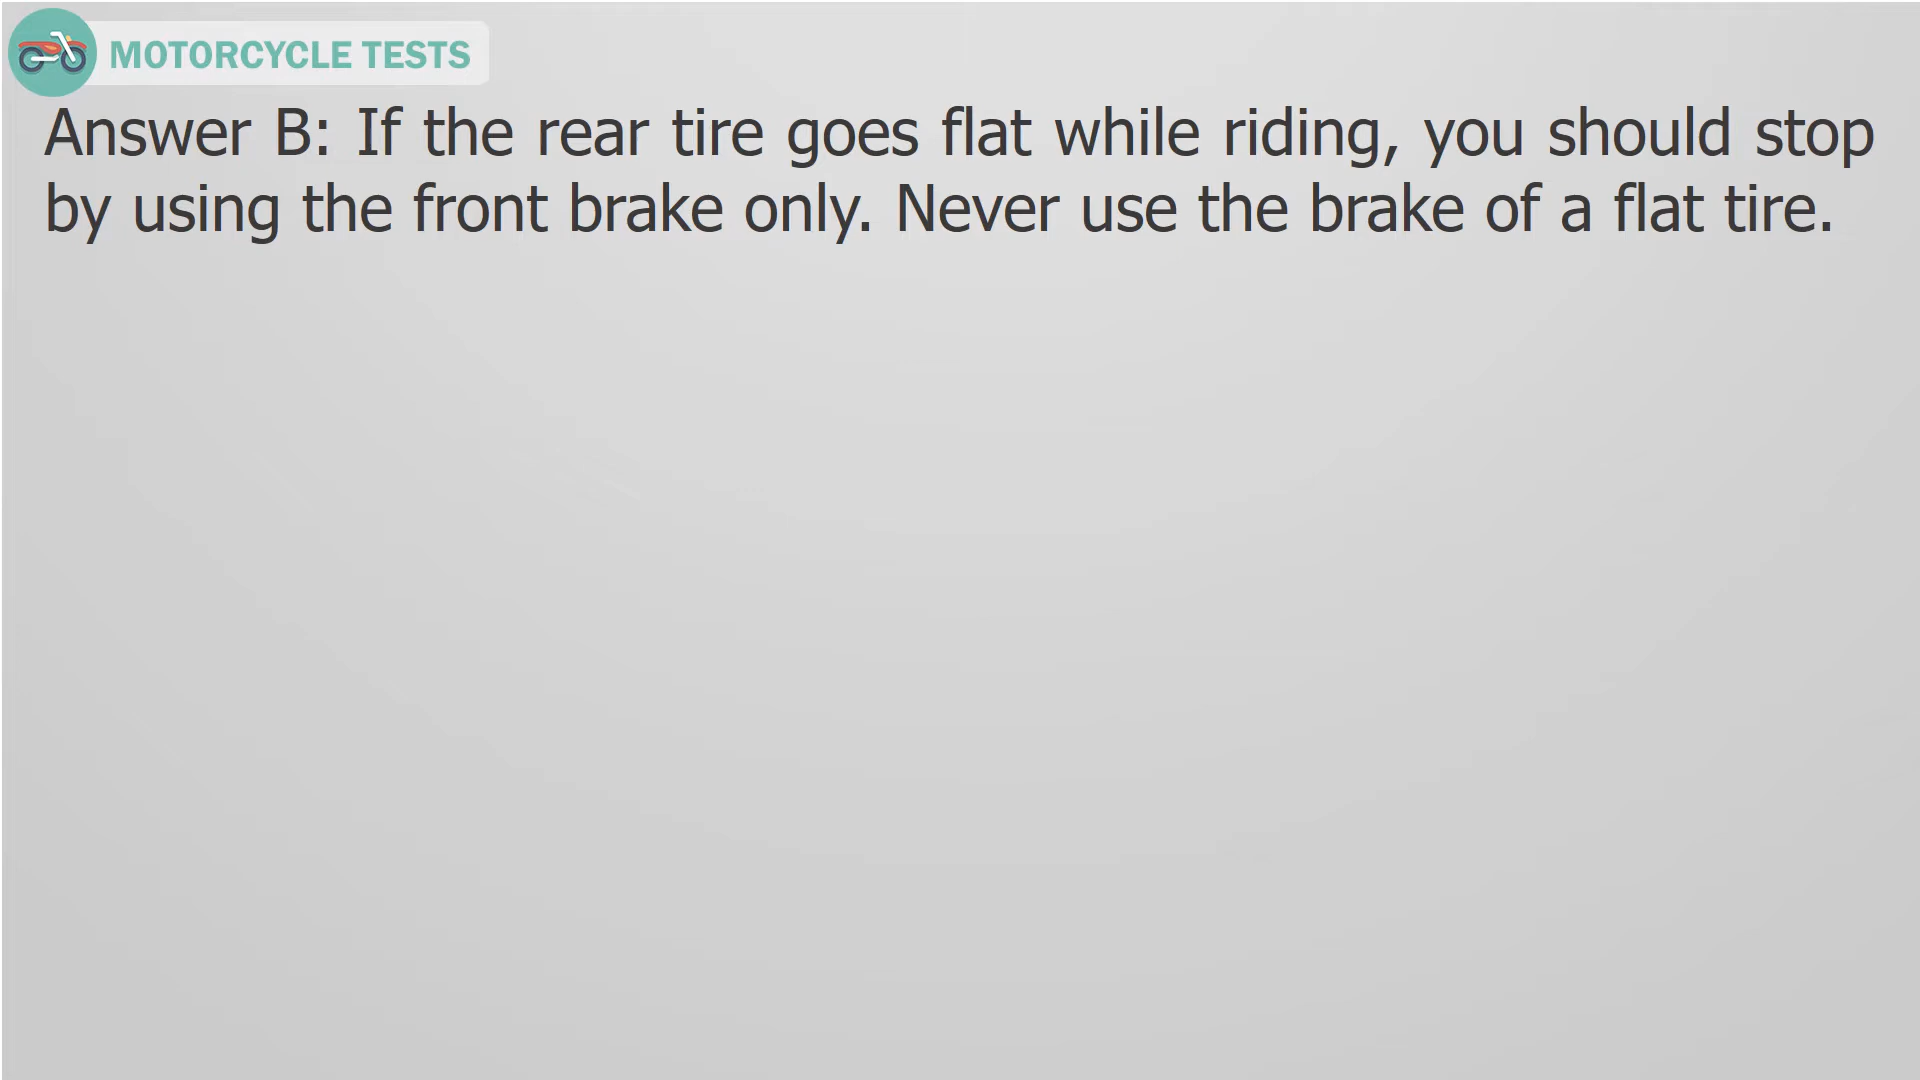 MOTORCYCLE TESTS
Answer B: If the rear tire goes flat while riding, you should stop
by using the front brake only. Never use the brake of a flat tire.